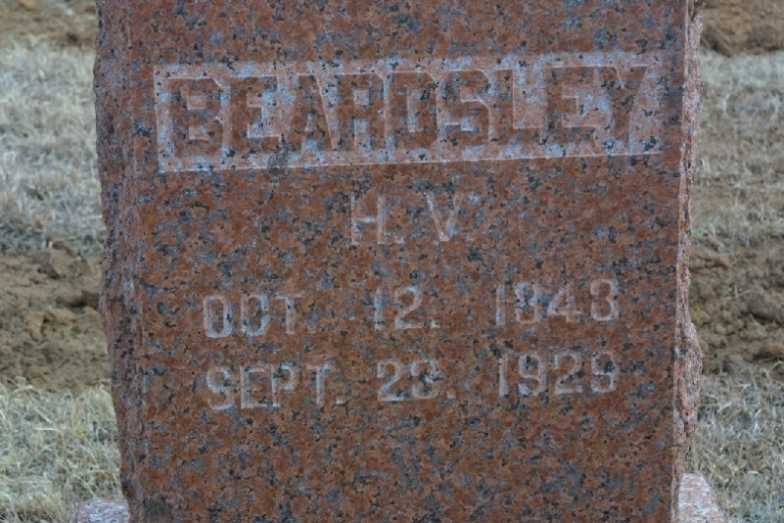 BEARDSLEY
H. V.
OCT. 12. 1848
SEPT. 23. 1929